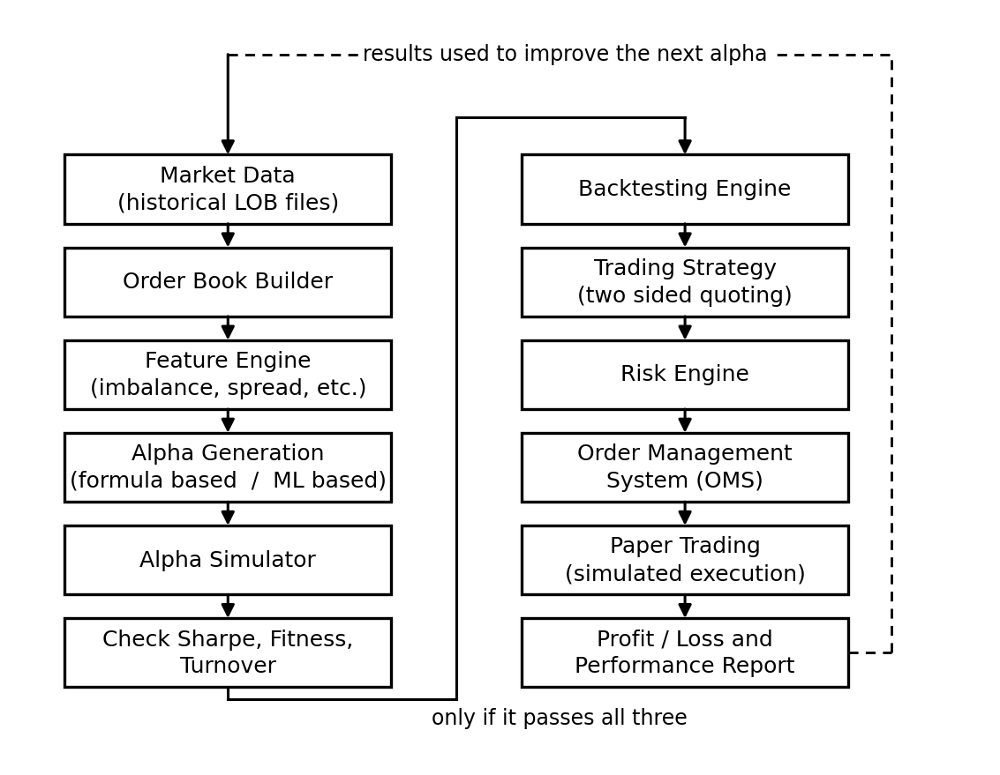 results used to improve the next alpha
Market Data
(historical LOB files)
Order Book Builder
Feature Engine
(imbalance, spread, etc.)
Alpha Generation
(formula based  /  ML based)
Alpha Simulator
Check Sharpe, Fitness,
Turnover
only if it passes all three
Backtesting Engine
Trading Strategy
(two sided quoting)
Risk Engine
Order Management
System (OMS)
Paper Trading
(simulated execution)
Profit / Loss and
Performance Report